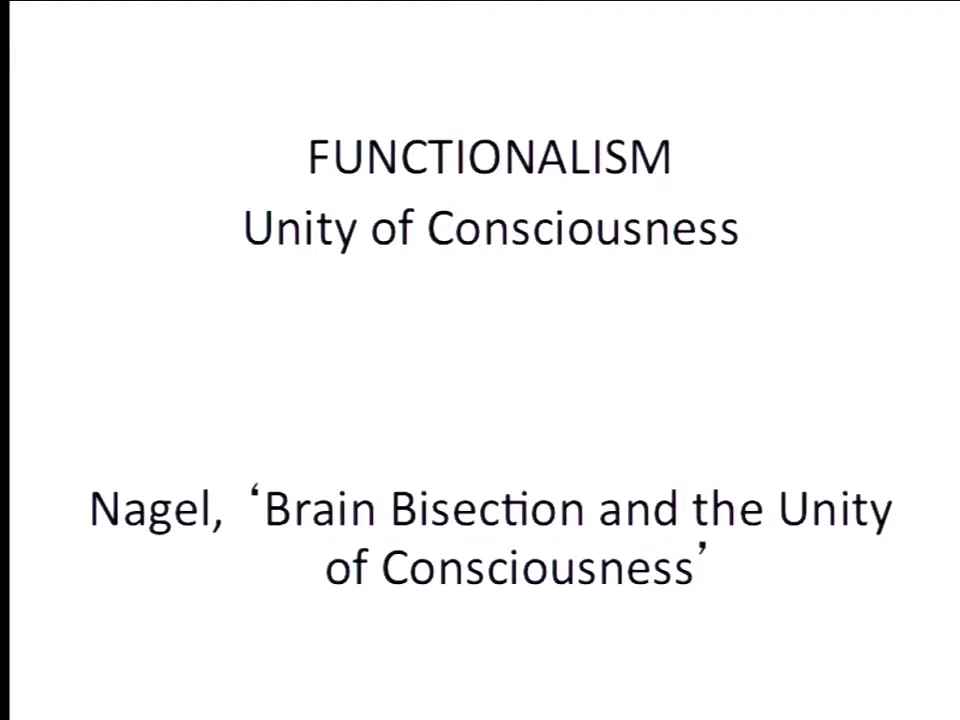 FUNCTIONALISM
Unity of Consciousness
Nagel, ‘Brain Bisection and the Unity
of Consciousness’